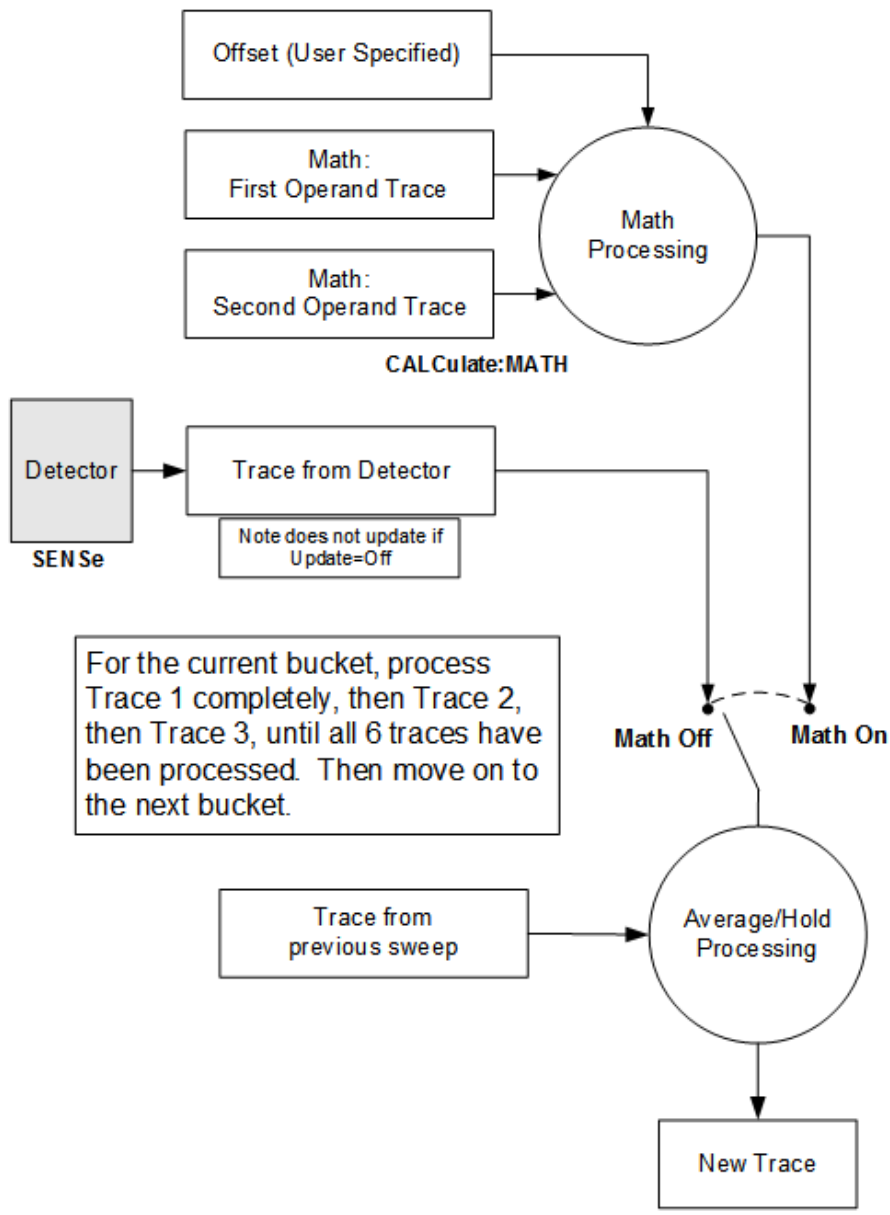 Offset (User Specified)
Math:
First Operand Trace
Math
Processing
Math:
Second Operand Trace
CALCulate:MATH
Detector
Trace from Detector
Note does not update if
Update=Off
SENSe
For the current bucket, process
Trace 1 completely, then Trace 2,
then Trace 3, until all 6 traces have
been processed.  Then move on to
the next bucket.
Math Off
Math On
Trace from
previous sweep
Average/Hold
Processing
New Trace